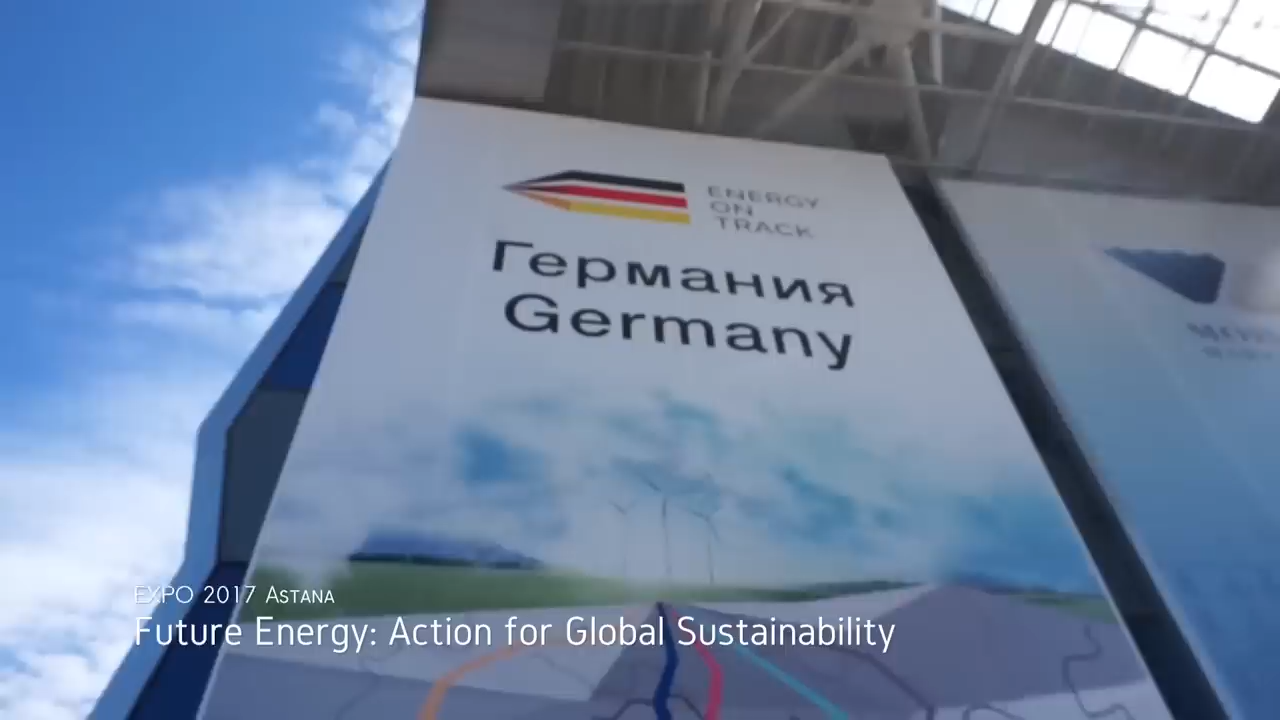 ENERGY
ON
TRACK
Германия
Germany
EXPO 2017 ASTANA
Future Energy: Action for Global Sustainability